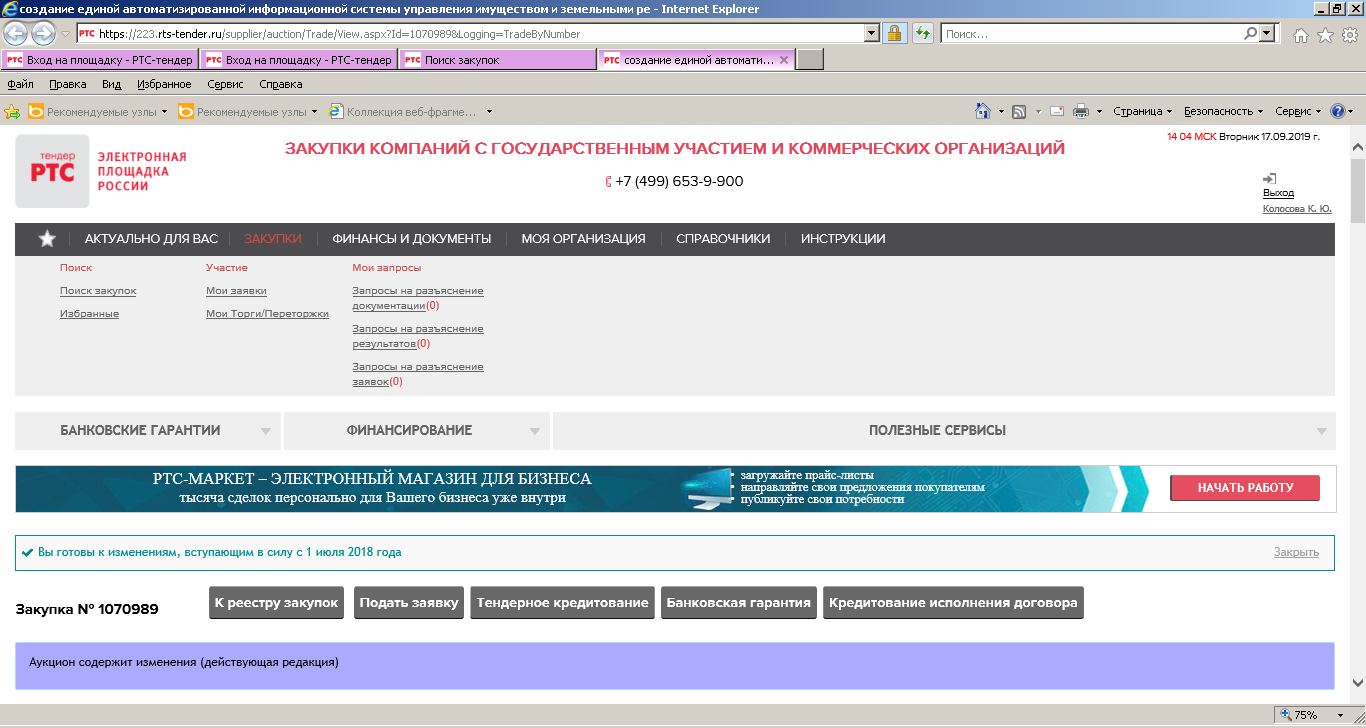 создание единой автоматизированной информационной системы управления имуществом и земельными ре - Internet Explorer
https://223.rts-tender.ru/supplier/auction/Trade/View.aspx?Id=1070989&Logging=TradeByNumber
Поиск...
РТС Вход на площадку - РТС-тендер
РТС Вход на площадку - РТС-тендер
РТС Поиск закупок
РТС создание единой автомати...
Файл Правка Вид Избранное Сервис Справка
Рекомендуемые узлы Рекомендуемые узлы Коллекция веб-фрагме... Страница Безопасность Сервис
тендер
РТС
ЭЛЕКТРОННАЯ
ПЛОЩАДКА
РОССИИ
ЗАКУПКИ КОМПАНИЙ С ГОСУДАРСТВЕННЫМ УЧАСТИЕМ И КОММЕРЧЕСКИХ ОРГАНИЗАЦИЙ
+7 (499) 653-9-900
14 04 МСК Вторник 17.09.2019 г.
Выход
Колосова К. Ю.
АКТУАЛЬНО ДЛЯ ВАС ЗАКУПКИ ФИНАНСЫ И ДОКУМЕНТЫ МОЯ ОРГАНИЗАЦИЯ СПРАВОЧНИКИ ИНСТРУКЦИИ
Поиск
Поиск закупок
Избранные
Участие
Мои заявки
Мои Торги/Переторжки
Мои запросы
Запросы на разъяснение
документации(0)
Запросы на разъяснение
результатов(0)
Запросы на разъяснение
заявок(0)
БАНКОВСКИЕ ГАРАНТИИ ФИНАНСИРОВАНИЕ ПОЛЕЗНЫЕ СЕРВИСЫ
РТС-МАРКЕТ – ЭЛЕКТРОННЫЙ МАГАЗИН ДЛЯ БИЗНЕСА
тысяча сделок персонально для Вашего бизнеса уже внутри
• загружайте прайс-листы
• направляйте свои предложения покупателям
• публикуйте свои потребности
НАЧАТЬ РАБОТУ
Вы готовы к изменениям, вступающим в силу с 1 июля 2018 года Закрыть
Закупка № 1070989 К реестру закупок Подать заявку Тендерное кредитование Банковская гарантия Кредитование исполнения договора
Аукцион содержит изменения (действующая редакция)
75%